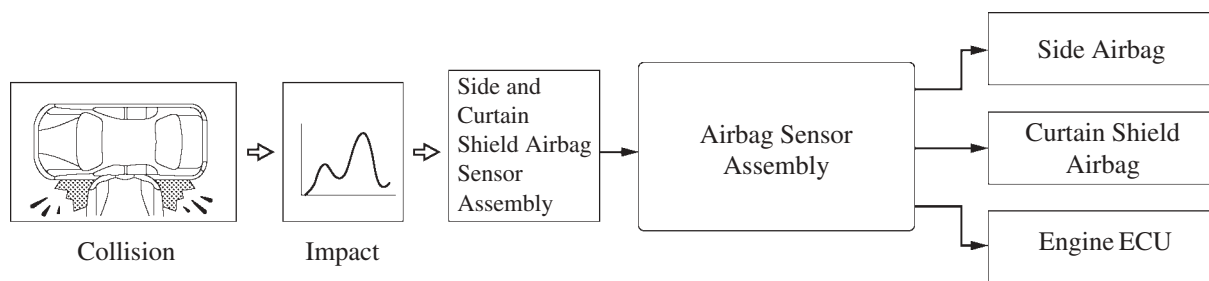 Collision
Impact
Side and
Curtain
Shield Airbag
Sensor
Assembly
Airbag Sensor
Assembly
Side Airbag
Curtain Shield
Airbag
Engine ECU